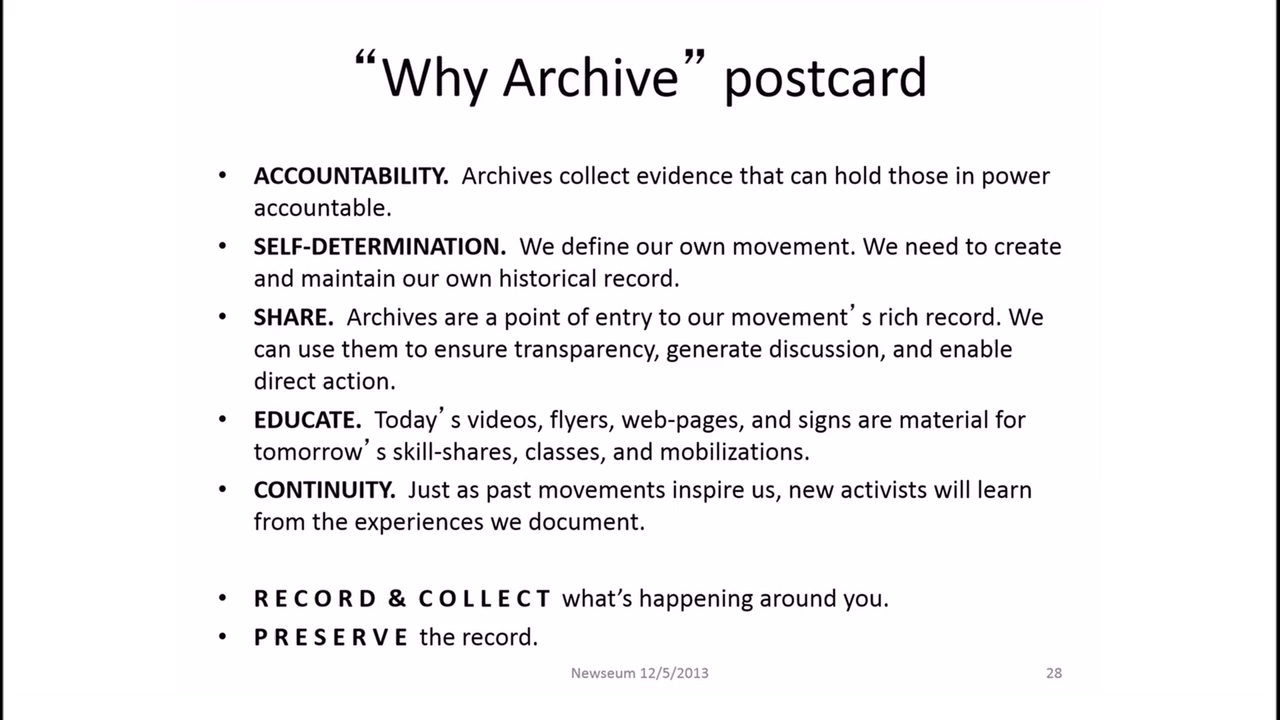 “Why Archive” postcard
• ACCOUNTABILITY. Archives collect evidence that can hold those in power
accountable.
• SELF-DETERMINATION. We define our own movement. We need to create
and maintain our own historical record.
• SHARE. Archives are a point of entry to our movement’s rich record. We
can use them to ensure transparency, generate discussion, and enable
direct action.
• EDUCATE. Today’s videos, flyers, web-pages, and signs are material for
tomorrow’s skill-shares, classes, and mobilizations.
• CONTINUITY. Just as past movements inspire us, new activists will learn
from the experiences we document.
• R E C O R D & C O L L E C T what’s happening around you.
• P R E S E R V E the record.
Newseum 12/5/2013 28